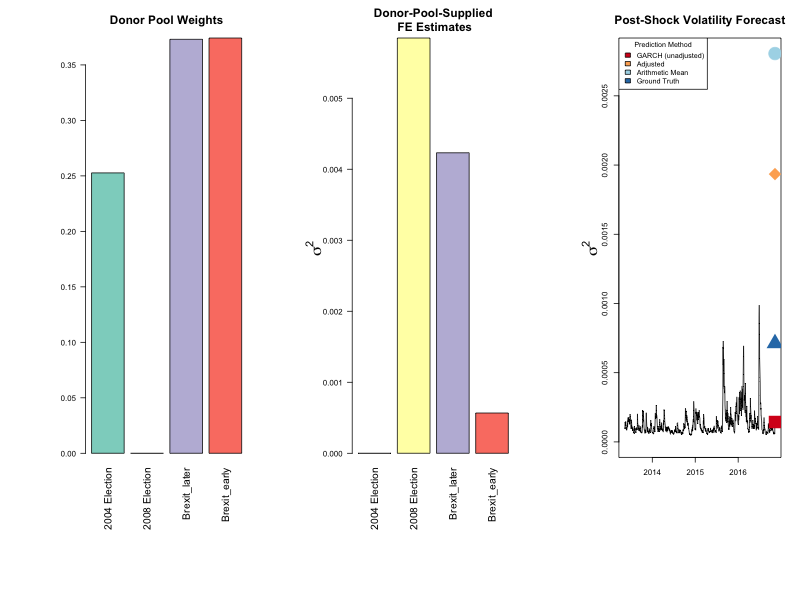 Donor Pool Weights
0.35
0.30
0.25
0.20
0.15
0.10
0.05
0.00
2004 Election
2008 Election
Brexit_later
Brexit_early
Donor-Pool-Supplied
FE Estimates
σ²
0.005
0.004
0.003
0.002
0.001
0.000
2004 Election
2008 Election
Brexit_later
Brexit_early
Post-Shock Volatility Forecast
Prediction Method
GARCH (unadjusted)
Adjusted
Arithmetic Mean
Ground Truth
σ²
0.0025
0.0020
0.0015
0.0010
0.0005
0.0000
2014
2015
2016